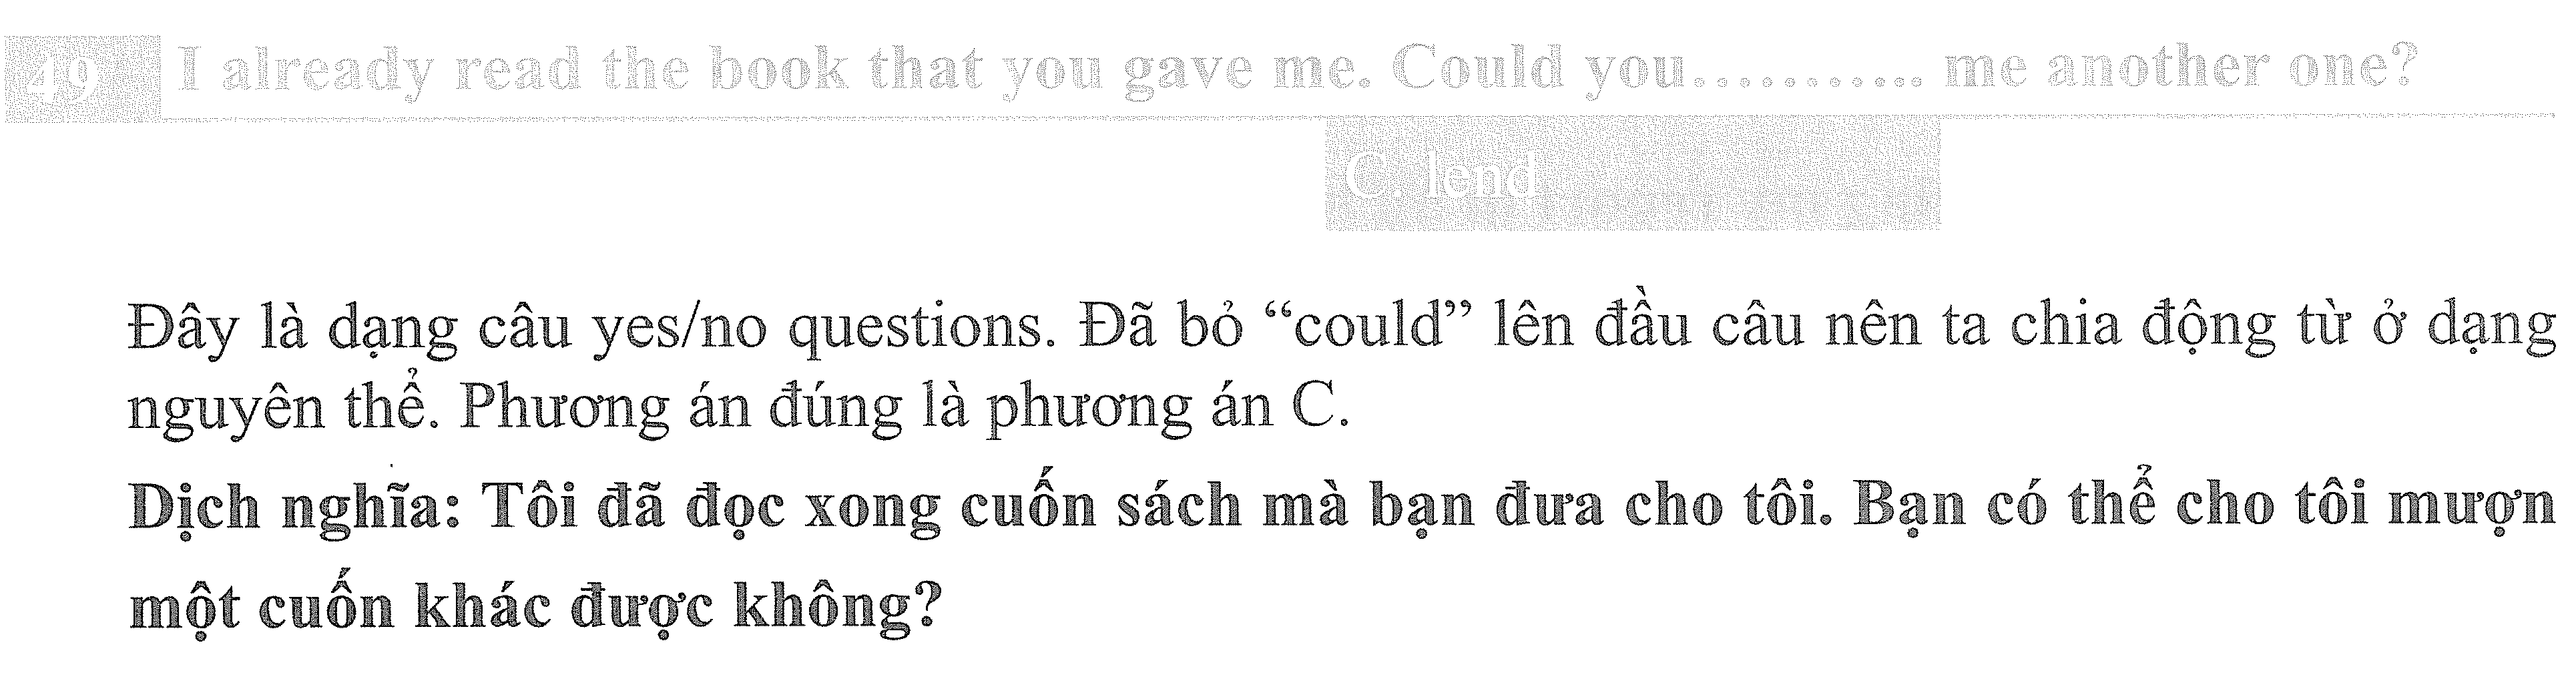 49 I already read the book that you gave me. Could you........... me another one?
C. lend
Đây là dạng câu yes/no questions. Đã bỏ “could” lên đầu câu nên ta chia động từ ở dạng
nguyên thể. Phương án đúng là phương án C.
Dịch nghĩa: Tôi đã đọc xong cuốn sách mà bạn đưa cho tôi. Bạn có thể cho tôi mượn
một cuốn khác được không?